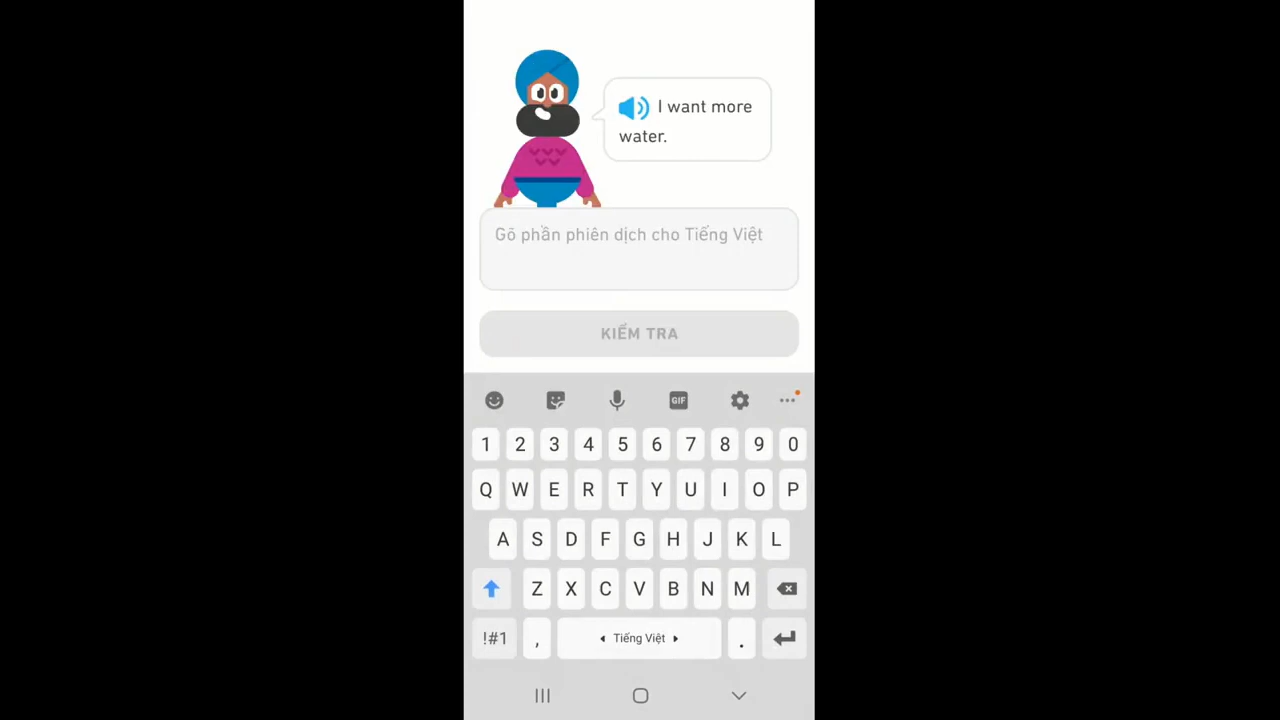 I want more
water.
Gõ phần phiên dịch cho Tiếng Việt
KIỂM TRA
GIF
1 2 3 4 5 6 7 8 9 0
Q W E R T Y U I O P
A S D F G H J K L
Z X C V B N M
!#1 , Tiếng Việt .